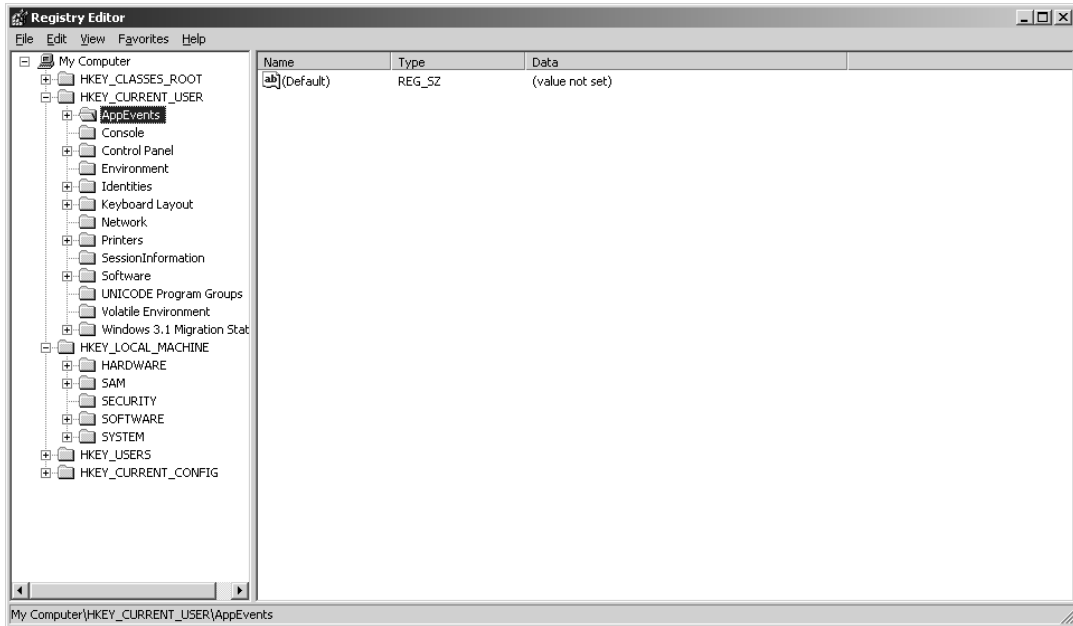 Registry Editor
File Edit View Favorites Help
My Computer
HKEY_CLASSES_ROOT
HKEY_CURRENT_USER
AppEvents
Console
Control Panel
Environment
Identities
Keyboard Layout
Network
Printers
SessionInformation
Software
UNICODE Program Groups
Volatile Environment
Windows 3.1 Migration Stat
HKEY_LOCAL_MACHINE
HARDWARE
SAM
SECURITY
SOFTWARE
SYSTEM
HKEY_USERS
HKEY_CURRENT_CONFIG
Name Type Data
ab (Default) REG_SZ (value not set)
My Computer\HKEY_CURRENT_USER\AppEvents